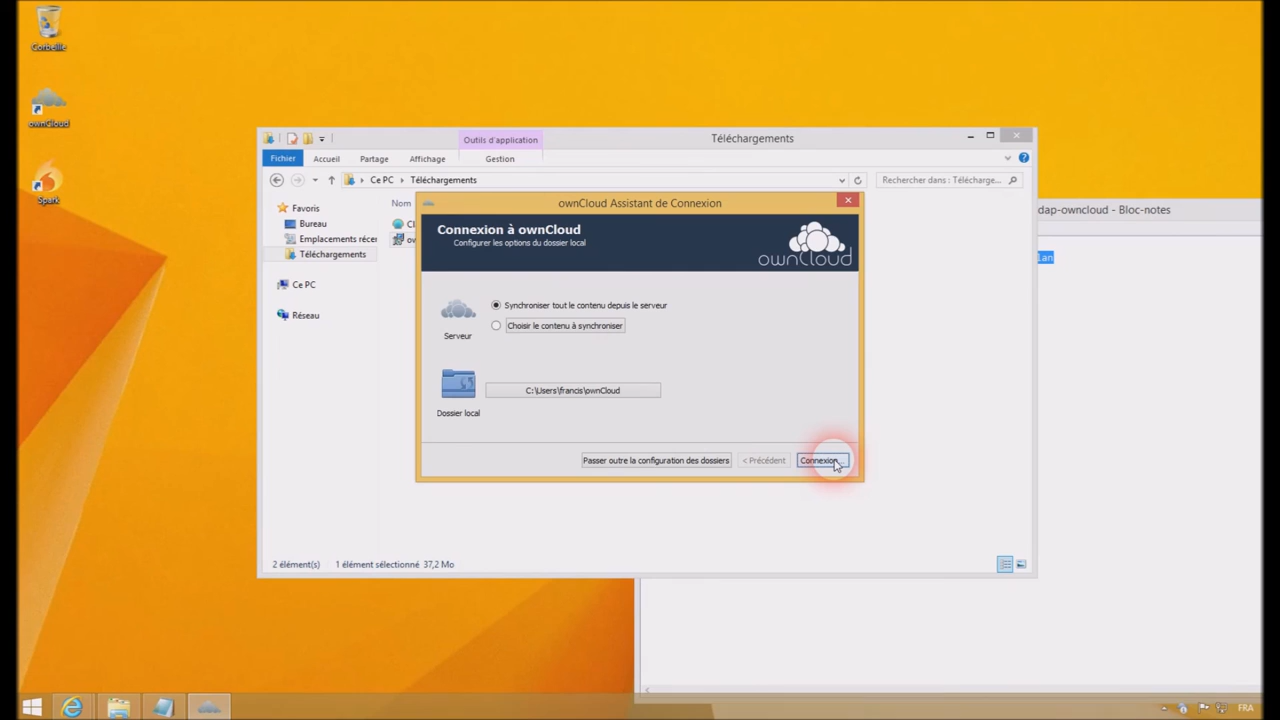 Corbeille
ownCloud
Spark
Outils d'application
Téléchargements
Fichier
Accueil
Partage
Affichage
Gestion
Ce PC
Téléchargements
Rechercher dans : Télécharge...
Favoris
Bureau
Emplacements récer
Téléchargements
Ce PC
Réseau
Nom
Cl
ow
ownCloud Assistant de Connexion
Connexion à ownCloud
Configurer les options du dossier local
ownCloud
Serveur
Synchroniser tout le contenu depuis le serveur
Choisir le contenu à synchroniser
Dossier local
C:\Users\francis\ownCloud
Passer outre la configuration des dossiers
< Précédent
Connexion...
2 élément(s)
1 élément sélectionné 37,2 Mo
dap-owncloud - Bloc-notes
lan
FRA